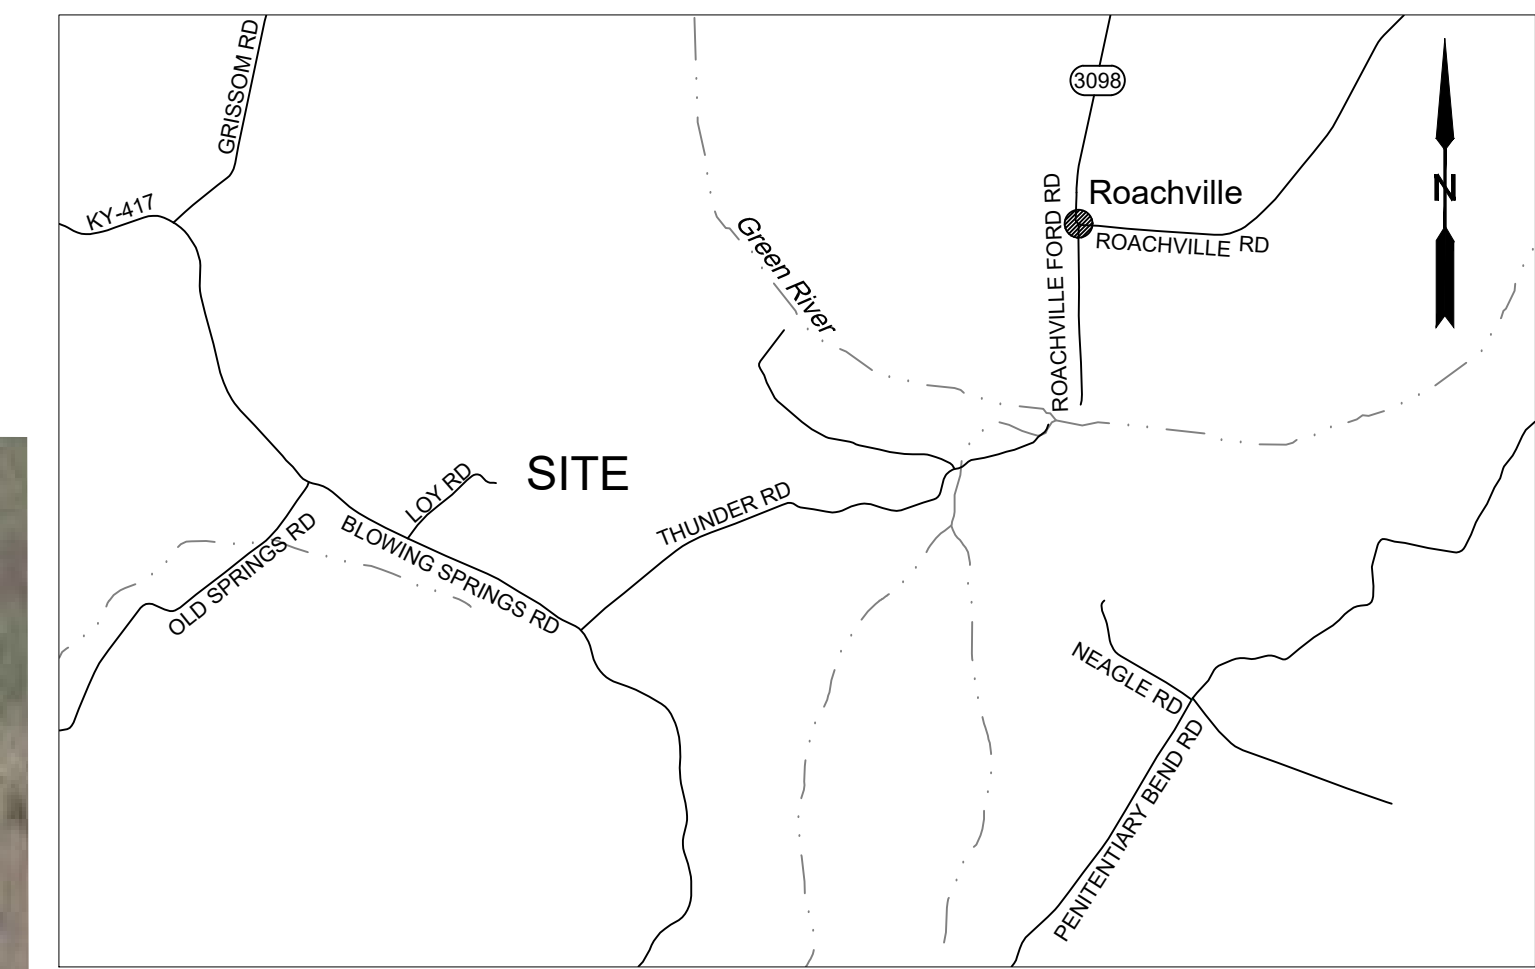 GRISSOM RD
3098
KY-417
Roachville
ROACHVILLE RD
ROACHVILLE FORD RD
N
Green River
SITE
LOY RD
THUNDER RD
BLOWING SPRINGS RD
OLD SPRINGS RD
NEAGLE RD
PENITENTIARY BEND RD